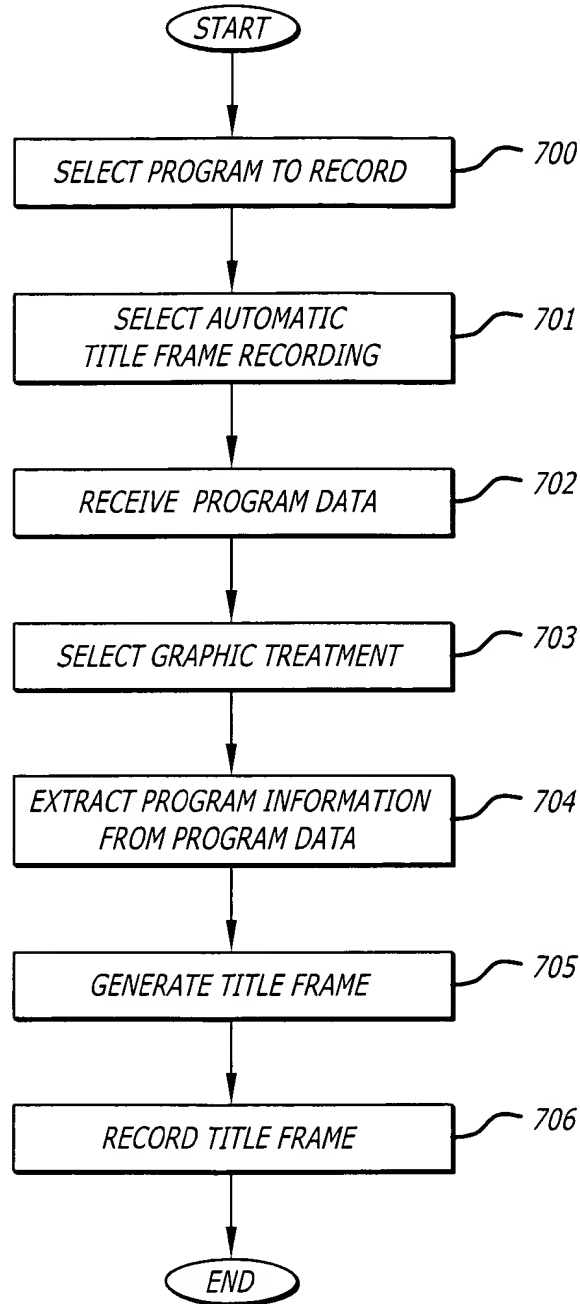 START
SELECT PROGRAM TO RECORD
700
SELECT AUTOMATIC
TITLE FRAME RECORDING
701
RECEIVE PROGRAM DATA
702
SELECT GRAPHIC TREATMENT
703
EXTRACT PROGRAM INFORMATION
FROM PROGRAM DATA
704
GENERATE TITLE FRAME
705
RECORD TITLE FRAME
706
END